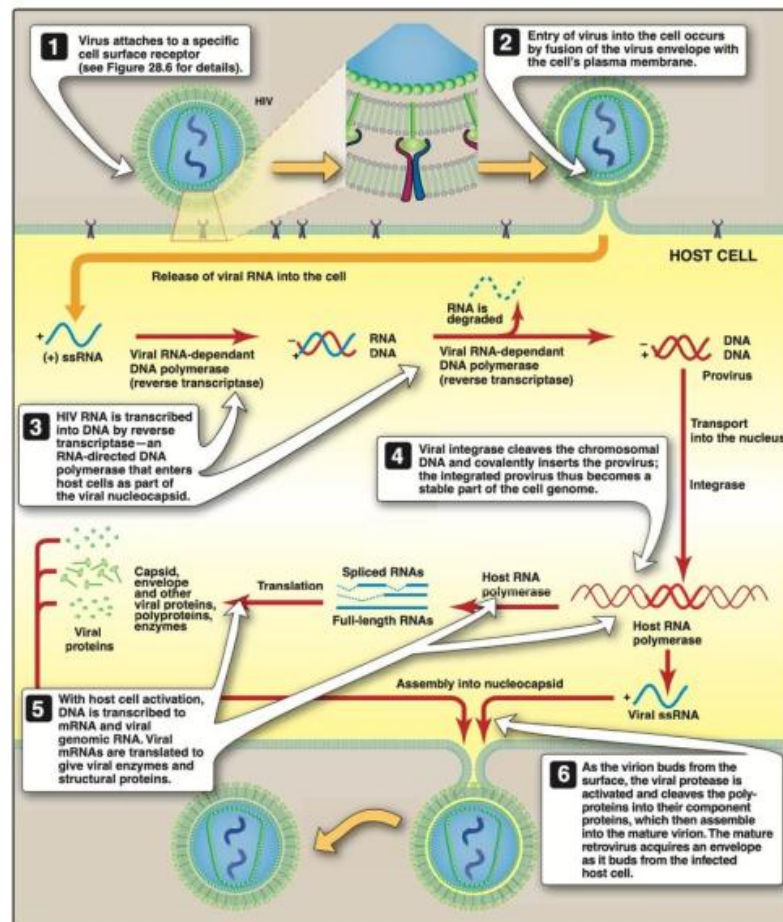 1 Virus attaches to a specific
cell surface receptor
(see Figure 28.6 for details).
HIV
2 Entry of virus into the cell occurs
by fusion of the virus envelope with
the cell's plasma membrane.
HOST CELL
Release of viral RNA into the cell
+
(+) ssRNA
Viral RNA-dependant
DNA polymerase
(reverse transcriptase)
–
+
RNA
DNA
RNA is
degraded
Viral RNA-dependant
DNA polymerase
(reverse transcriptase)
–
+
DNA
DNA
Provirus
3 HIV RNA is transcribed
into DNA by reverse
transcriptase—an
RNA-directed DNA
polymerase that enters
host cells as part of
the viral nucleocapsid.
Transport
into the nucleus
4 Viral integrase cleaves the chromosomal
DNA and covalently inserts the provirus;
the integrated provirus thus becomes a
stable part of the cell genome.
Integrase
Viral
proteins
Capsid,
envelope
and other
viral proteins,
polyproteins,
enzymes
Translation
Spliced RNAs
Full-length RNAs
Host RNA
polymerase
Host RNA
polymerase
+
Viral ssRNA
Assembly into nucleocapsid
5 With host cell activation,
DNA is transcribed to
mRNA and viral
genomic RNA. Viral
mRNAs are translated to
give viral enzymes and
structural proteins.
6 As the virion buds from the
surface, the viral protease is
activated and cleaves the poly-
proteins into their component
proteins, which then assemble
into the mature virion. The mature
retrovirus acquires an envelope
as it buds from the infected
host cell.